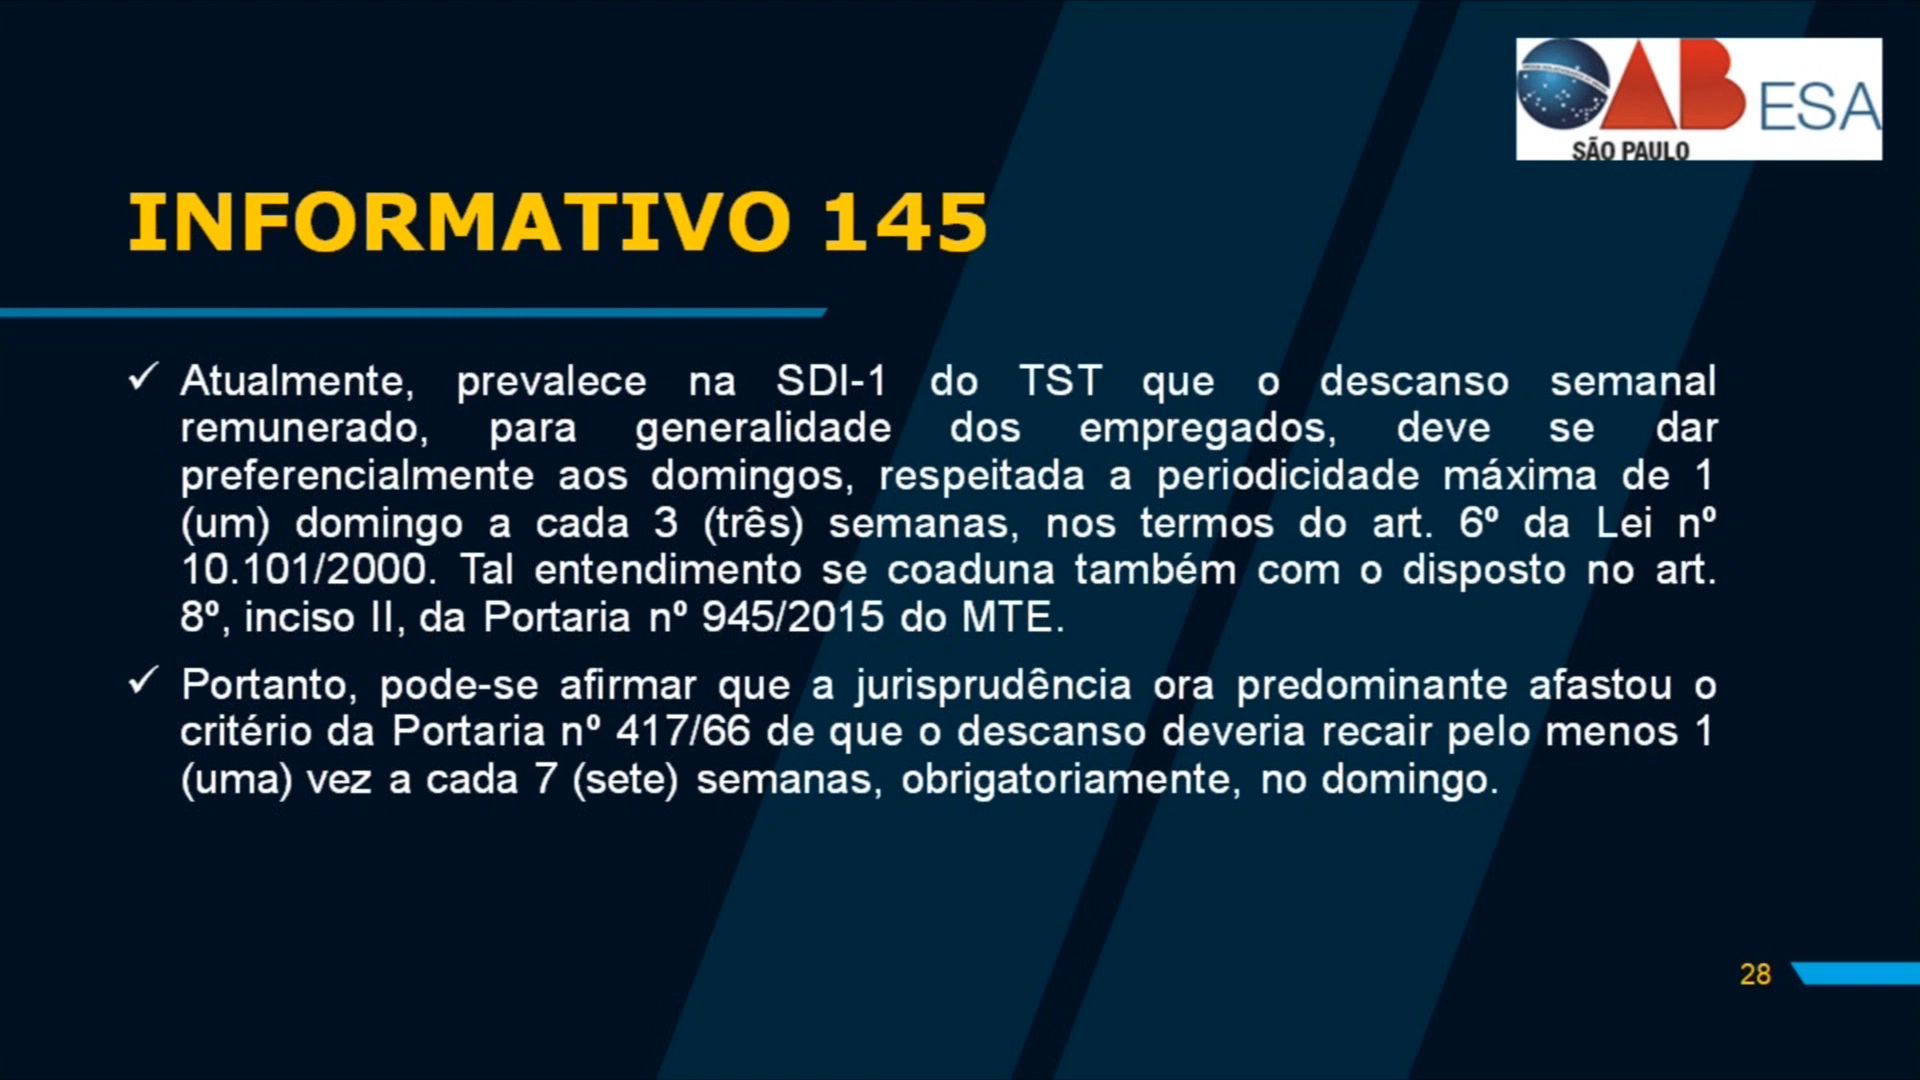 OAB ESA
SÃO PAULO
INFORMATIVO 145
✓ Atualmente, prevalece na SDI-1 do TST que o descanso semanal
remunerado, para generalidade dos empregados, deve se dar
preferencialmente aos domingos, respeitada a periodicidade máxima de 1
(um) domingo a cada 3 (três) semanas, nos termos do art. 6º da Lei nº
10.101/2000. Tal entendimento se coaduna também com o disposto no art.
8º, inciso II, da Portaria nº 945/2015 do MTE.
✓ Portanto, pode-se afirmar que a jurisprudência ora predominante afastou o
critério da Portaria nº 417/66 de que o descanso deveria recair pelo menos 1
(uma) vez a cada 7 (sete) semanas, obrigatoriamente, no domingo.
28